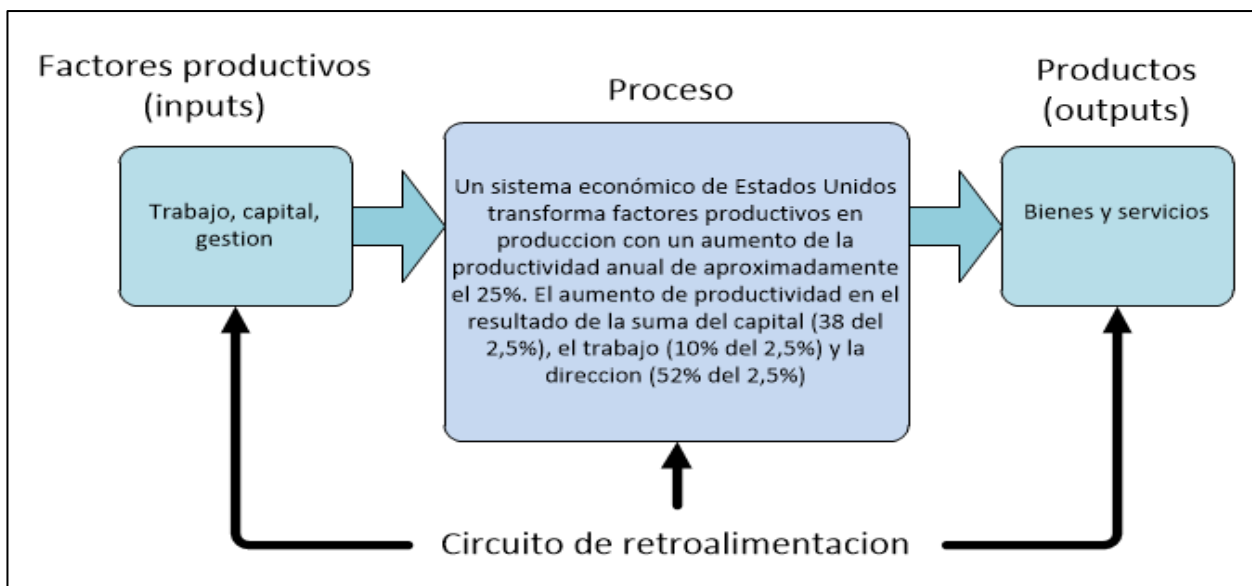 Factores productivos
(inputs)
Trabajo, capital,
gestion
Proceso
Un sistema económico de Estados Unidos
transforma factores productivos en
produccion con un aumento de la
productividad anual de aproximadamente
el 25%. El aumento de productividad en el
resultado de la suma del capital (38 del
2,5%), el trabajo (10% del 2,5%) y la
direccion (52% del 2,5%)
Productos
(outputs)
Bienes y servicios
Circuito de retroalimentacion